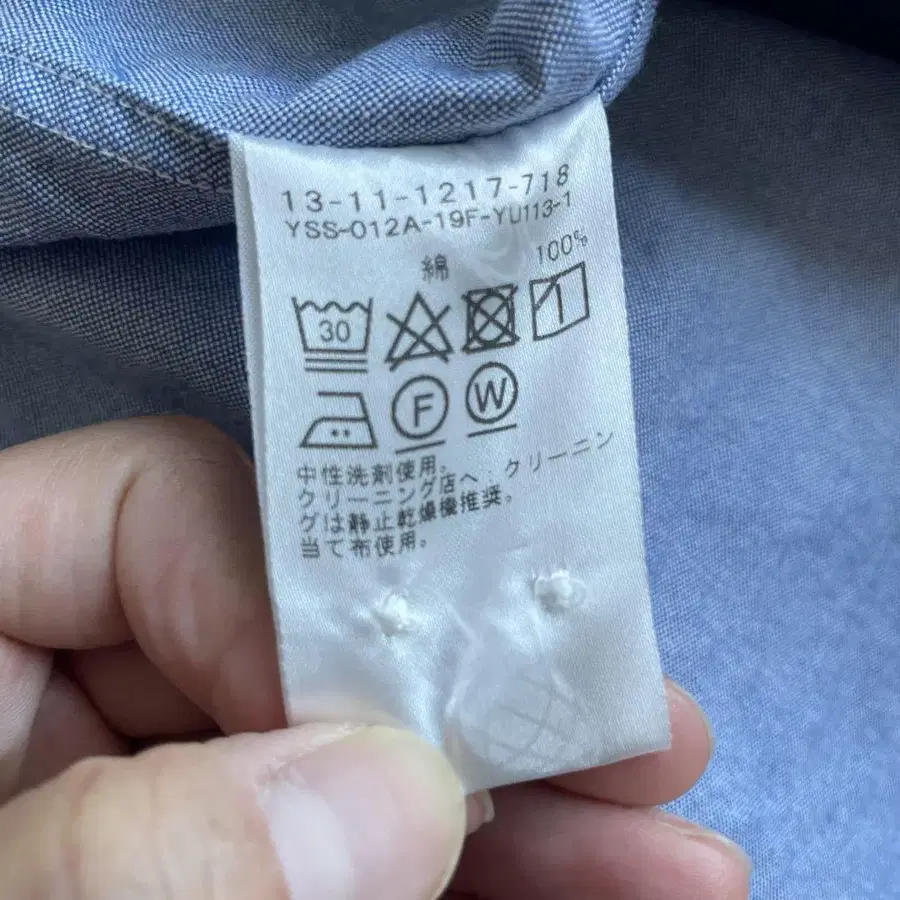 13-11-1217-718
YSS-012A-19F-YU113-1
綿 100%
30
F W
中性洗剤使用。
クリーニング店へ。クリーニン
グは静止乾燥機推奨。
当て布使用。